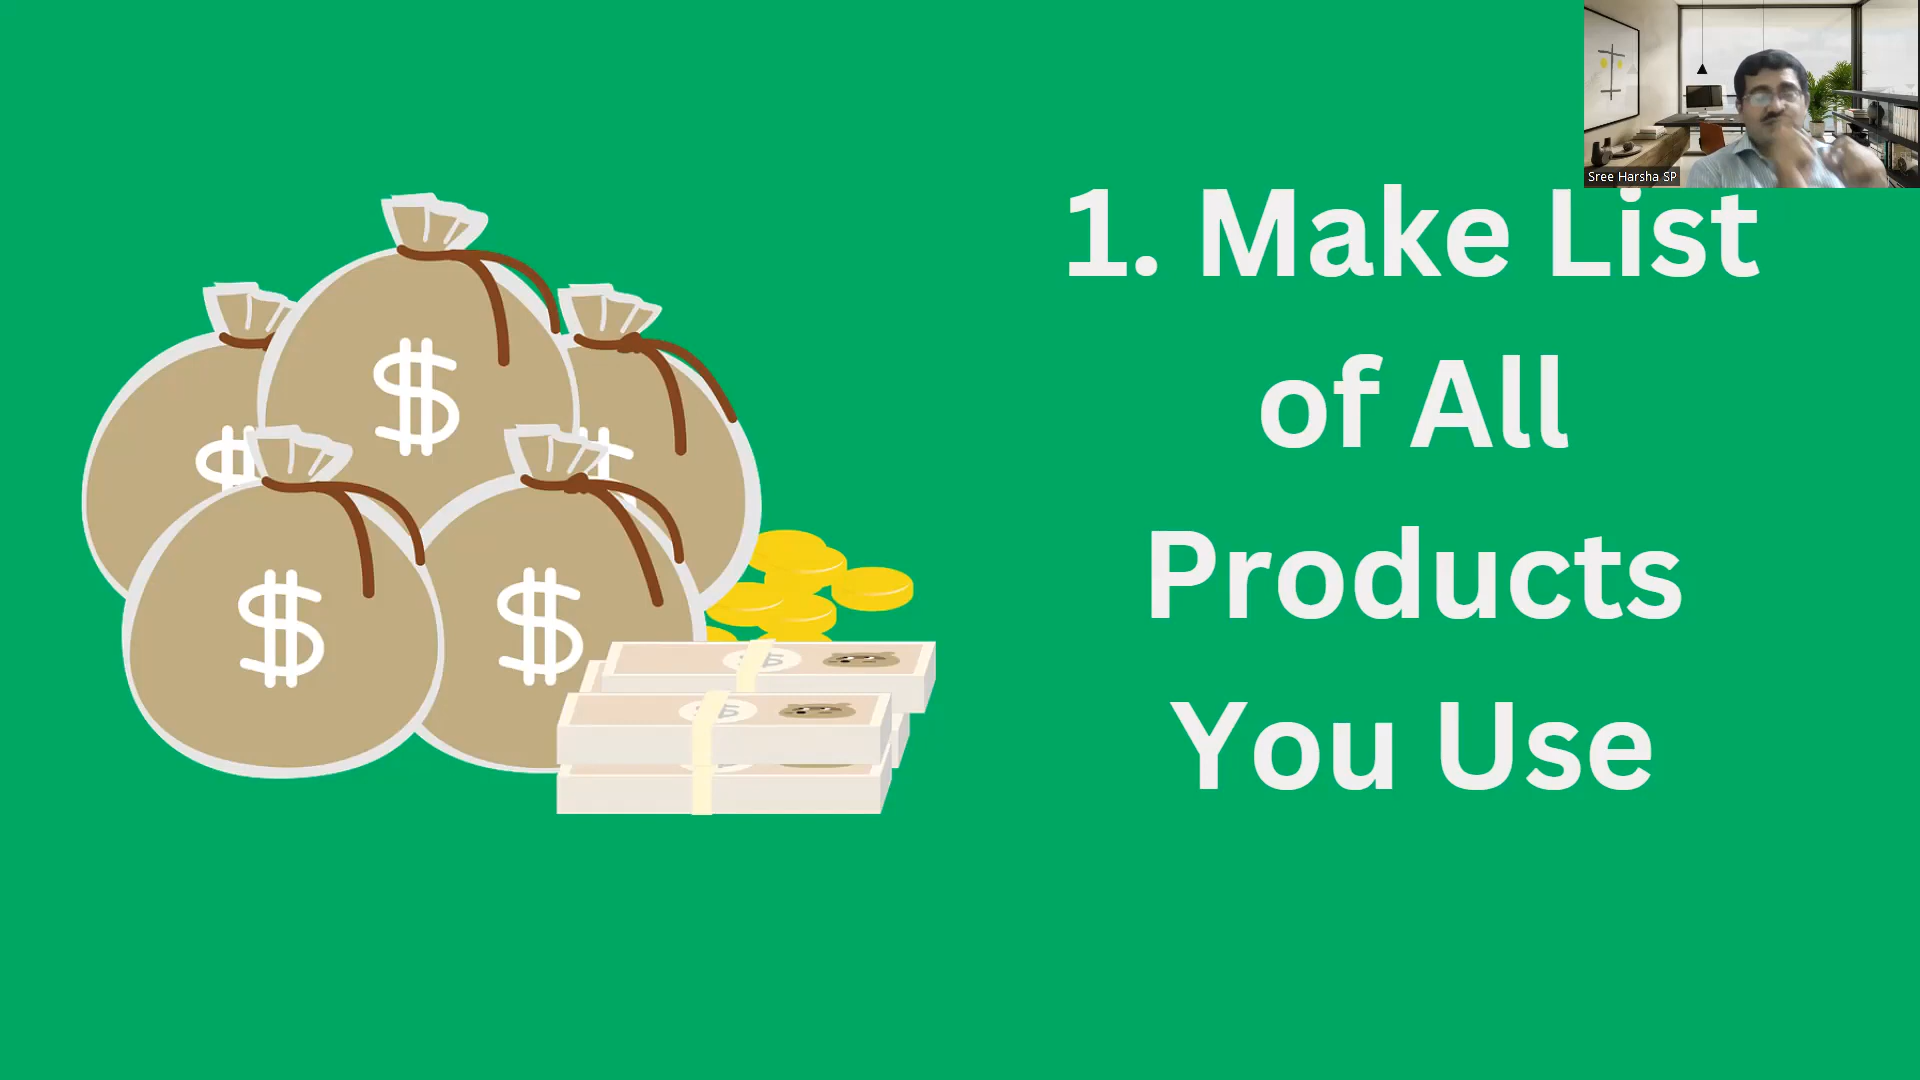 Sree Harsha SP
1. Make List
of All
Products
You Use
$
$
$
$
$